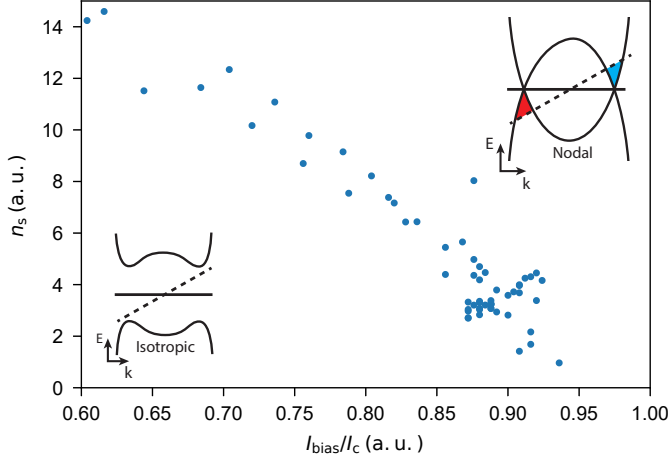 14
12
10
8
6
4
2
0
n_s (a. u.)
E
k
Nodal
E
k
Isotropic
0.60 0.65 0.70 0.75 0.80 0.85 0.90 0.95 1.00
I_bias/I_c (a. u.)